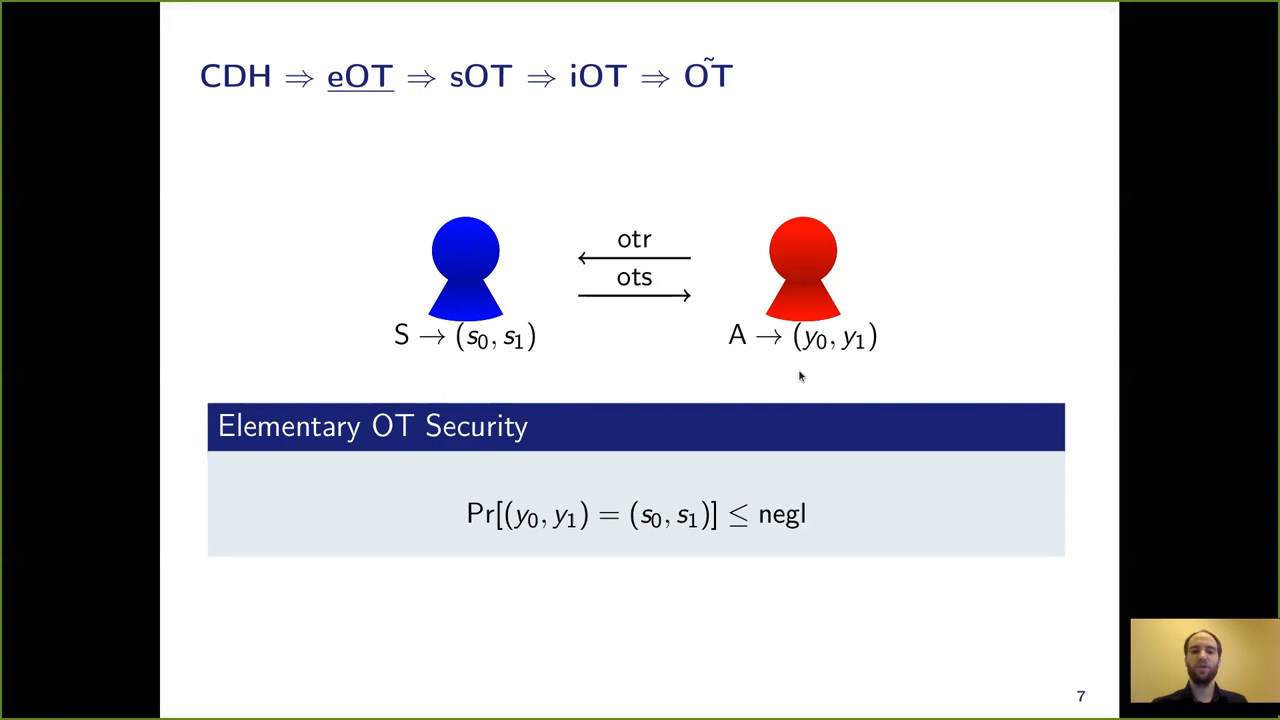 CDH ⇒ eOT ⇒ sOT ⇒ iOT ⇒ OT̃
otr
ots
S → (s₀, s₁)
A → (y₀, y₁)
Elementary OT Security
Pr[(y₀, y₁) = (s₀, s₁)] ≤ negl
7